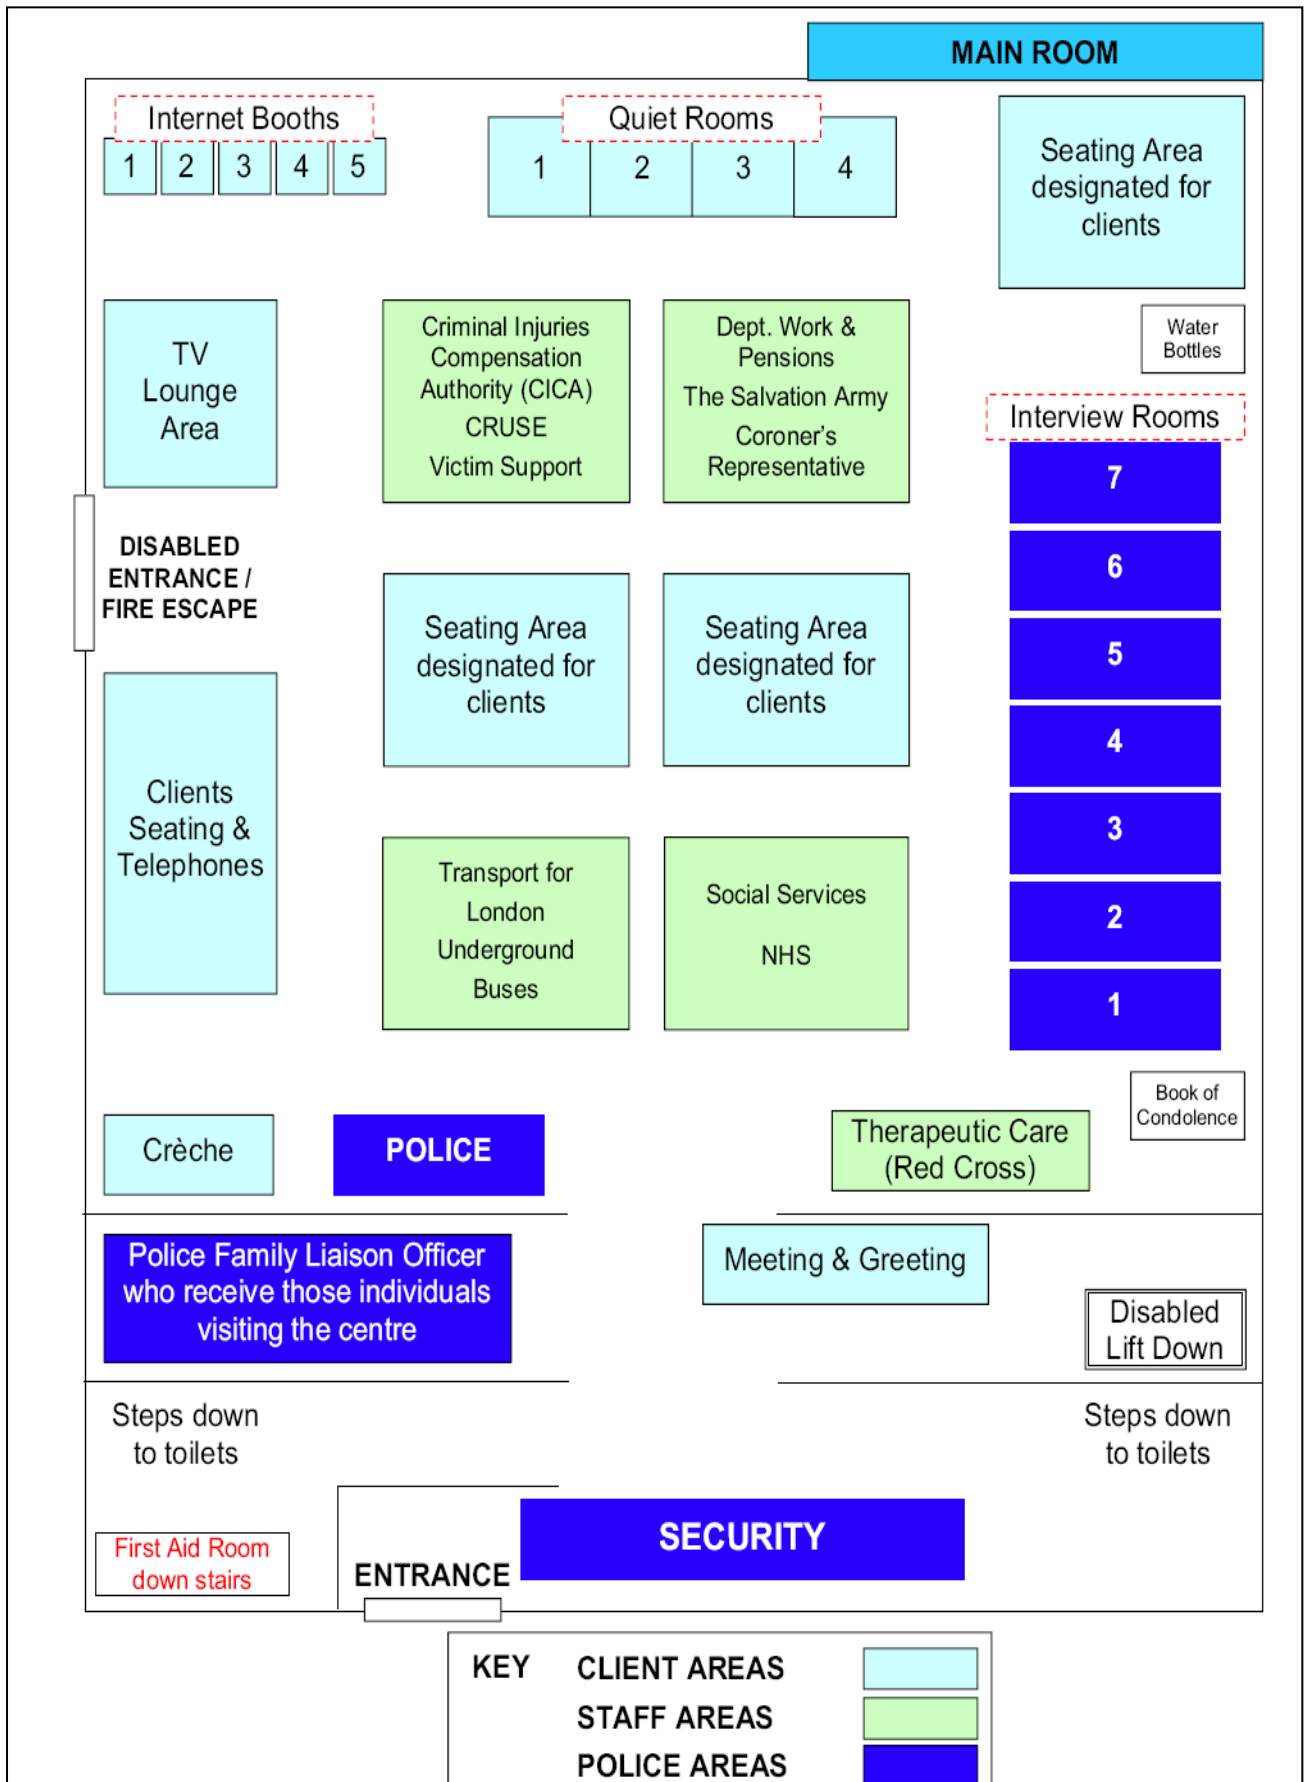 MAIN ROOM
Internet Booths
1 2 3 4 5
Quiet Rooms
1 2 3 4
Seating Area
designated for
clients
TV
Lounge
Area
Criminal Injuries
Compensation
Authority (CICA)
CRUSE
Victim Support
Dept. Work &
Pensions
The Salvation Army
Coroner's
Representative
Water
Bottles
Interview Rooms
7
6
5
4
3
2
1
DISABLED
ENTRANCE /
FIRE ESCAPE
Seating Area
designated for
clients
Seating Area
designated for
clients
Clients
Seating &
Telephones
Transport for
London
Underground
Buses
Social Services
NHS
Book of
Condolence
Crèche
POLICE
Therapeutic Care
(Red Cross)
Police Family Liaison Officer
who receive those individuals
visiting the centre
Meeting & Greeting
Disabled
Lift Down
Steps down
to toilets
Steps down
to toilets
First Aid Room
down stairs
ENTRANCE
SECURITY
KEY CLIENT AREAS
STAFF AREAS
POLICE AREAS